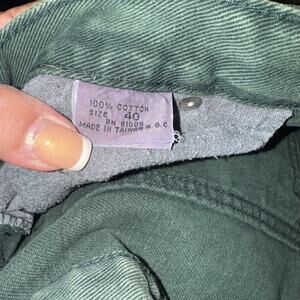 100% COTTON
SIZE 40
RN 61005
MADE IN TAIWAN R.O.C